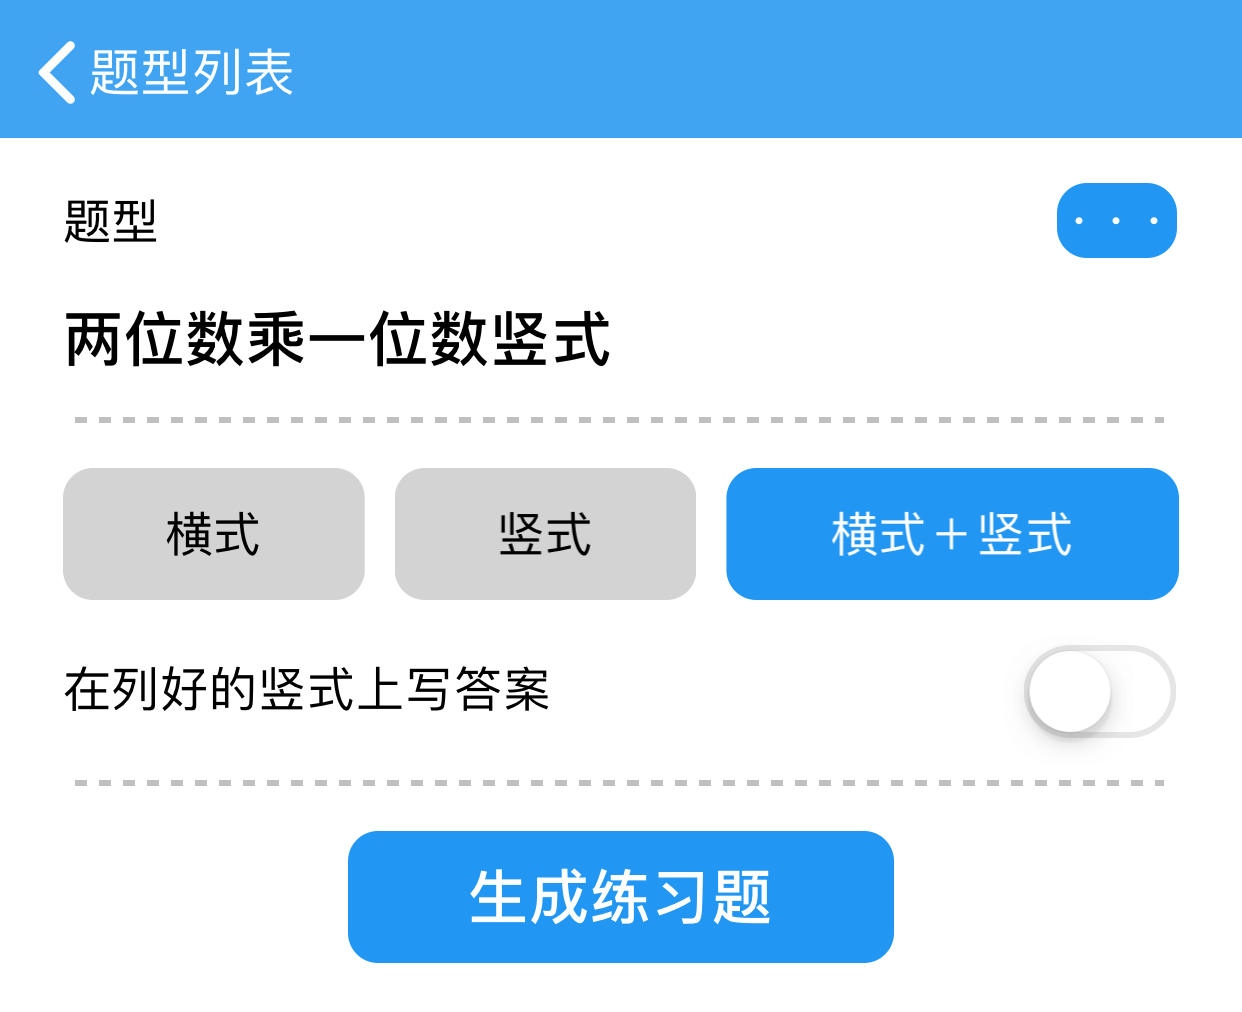 题型列表
题型
两位数乘一位数竖式
横式 竖式 横式＋竖式
在列好的竖式上写答案
生成练习题